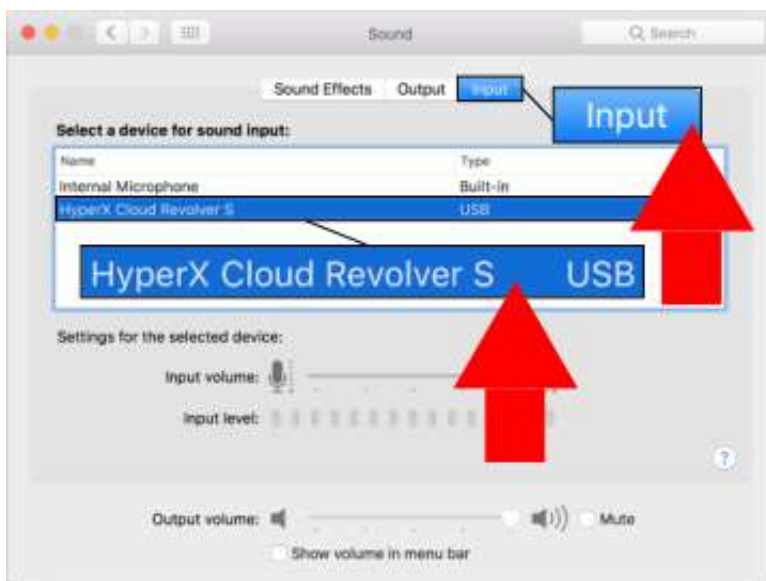 Sound
Search
Sound Effects Output Input
Input
Select a device for sound input:
Name Type
Internal Microphone Built-in
HyperX Cloud Revolver S USB
HyperX Cloud Revolver S USB
Settings for the selected device:
Input volume:
Input level:
?
Output volume: Mute
Show volume in menu bar